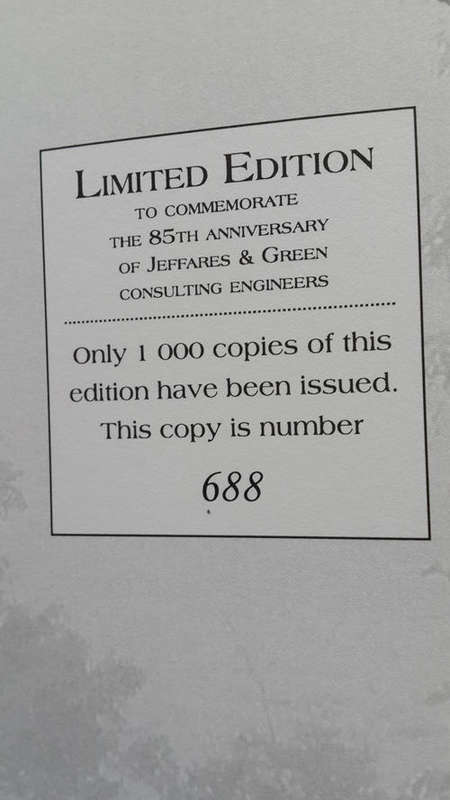 LIMITED EDITION
TO COMMEMORATE
THE 85TH ANNIVERSARY
OF JEFFARES & GREEN
CONSULTING ENGINEERS
Only 1 000 copies of this
edition have been issued.
This copy is number
688